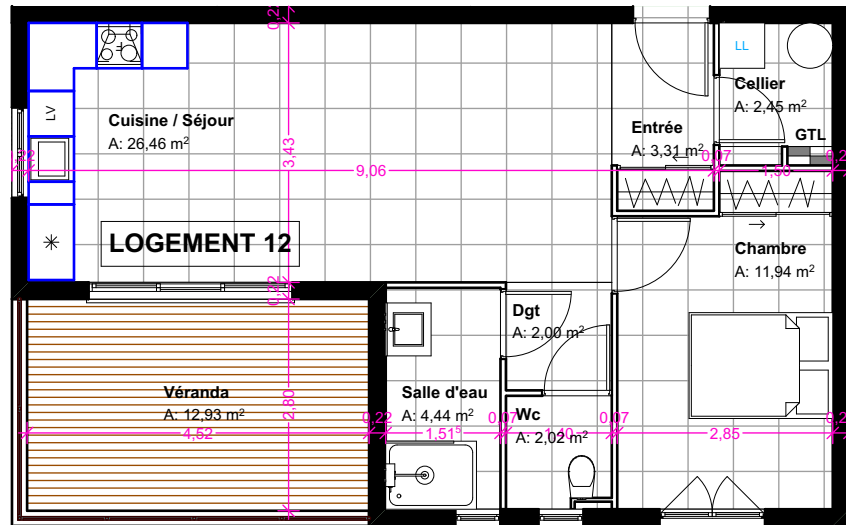 0,22
LL
Cellier
A: 2,45 m²
LV
Cuisine / Séjour
A: 26,46 m²
Entrée
A: 3,31 m²
GTL
3,43
9,06
0,07
1,50
LOGEMENT 12
Chambre
A: 11,94 m²
0,22
Dgt
A: 2,00 m²
Véranda
A: 12,93 m²
2,80
Salle d'eau
A: 4,44 m²
Wc
A: 2,02 m²
4,52
0,22
1,51⁵
0,07
1,40
0,07
2,85